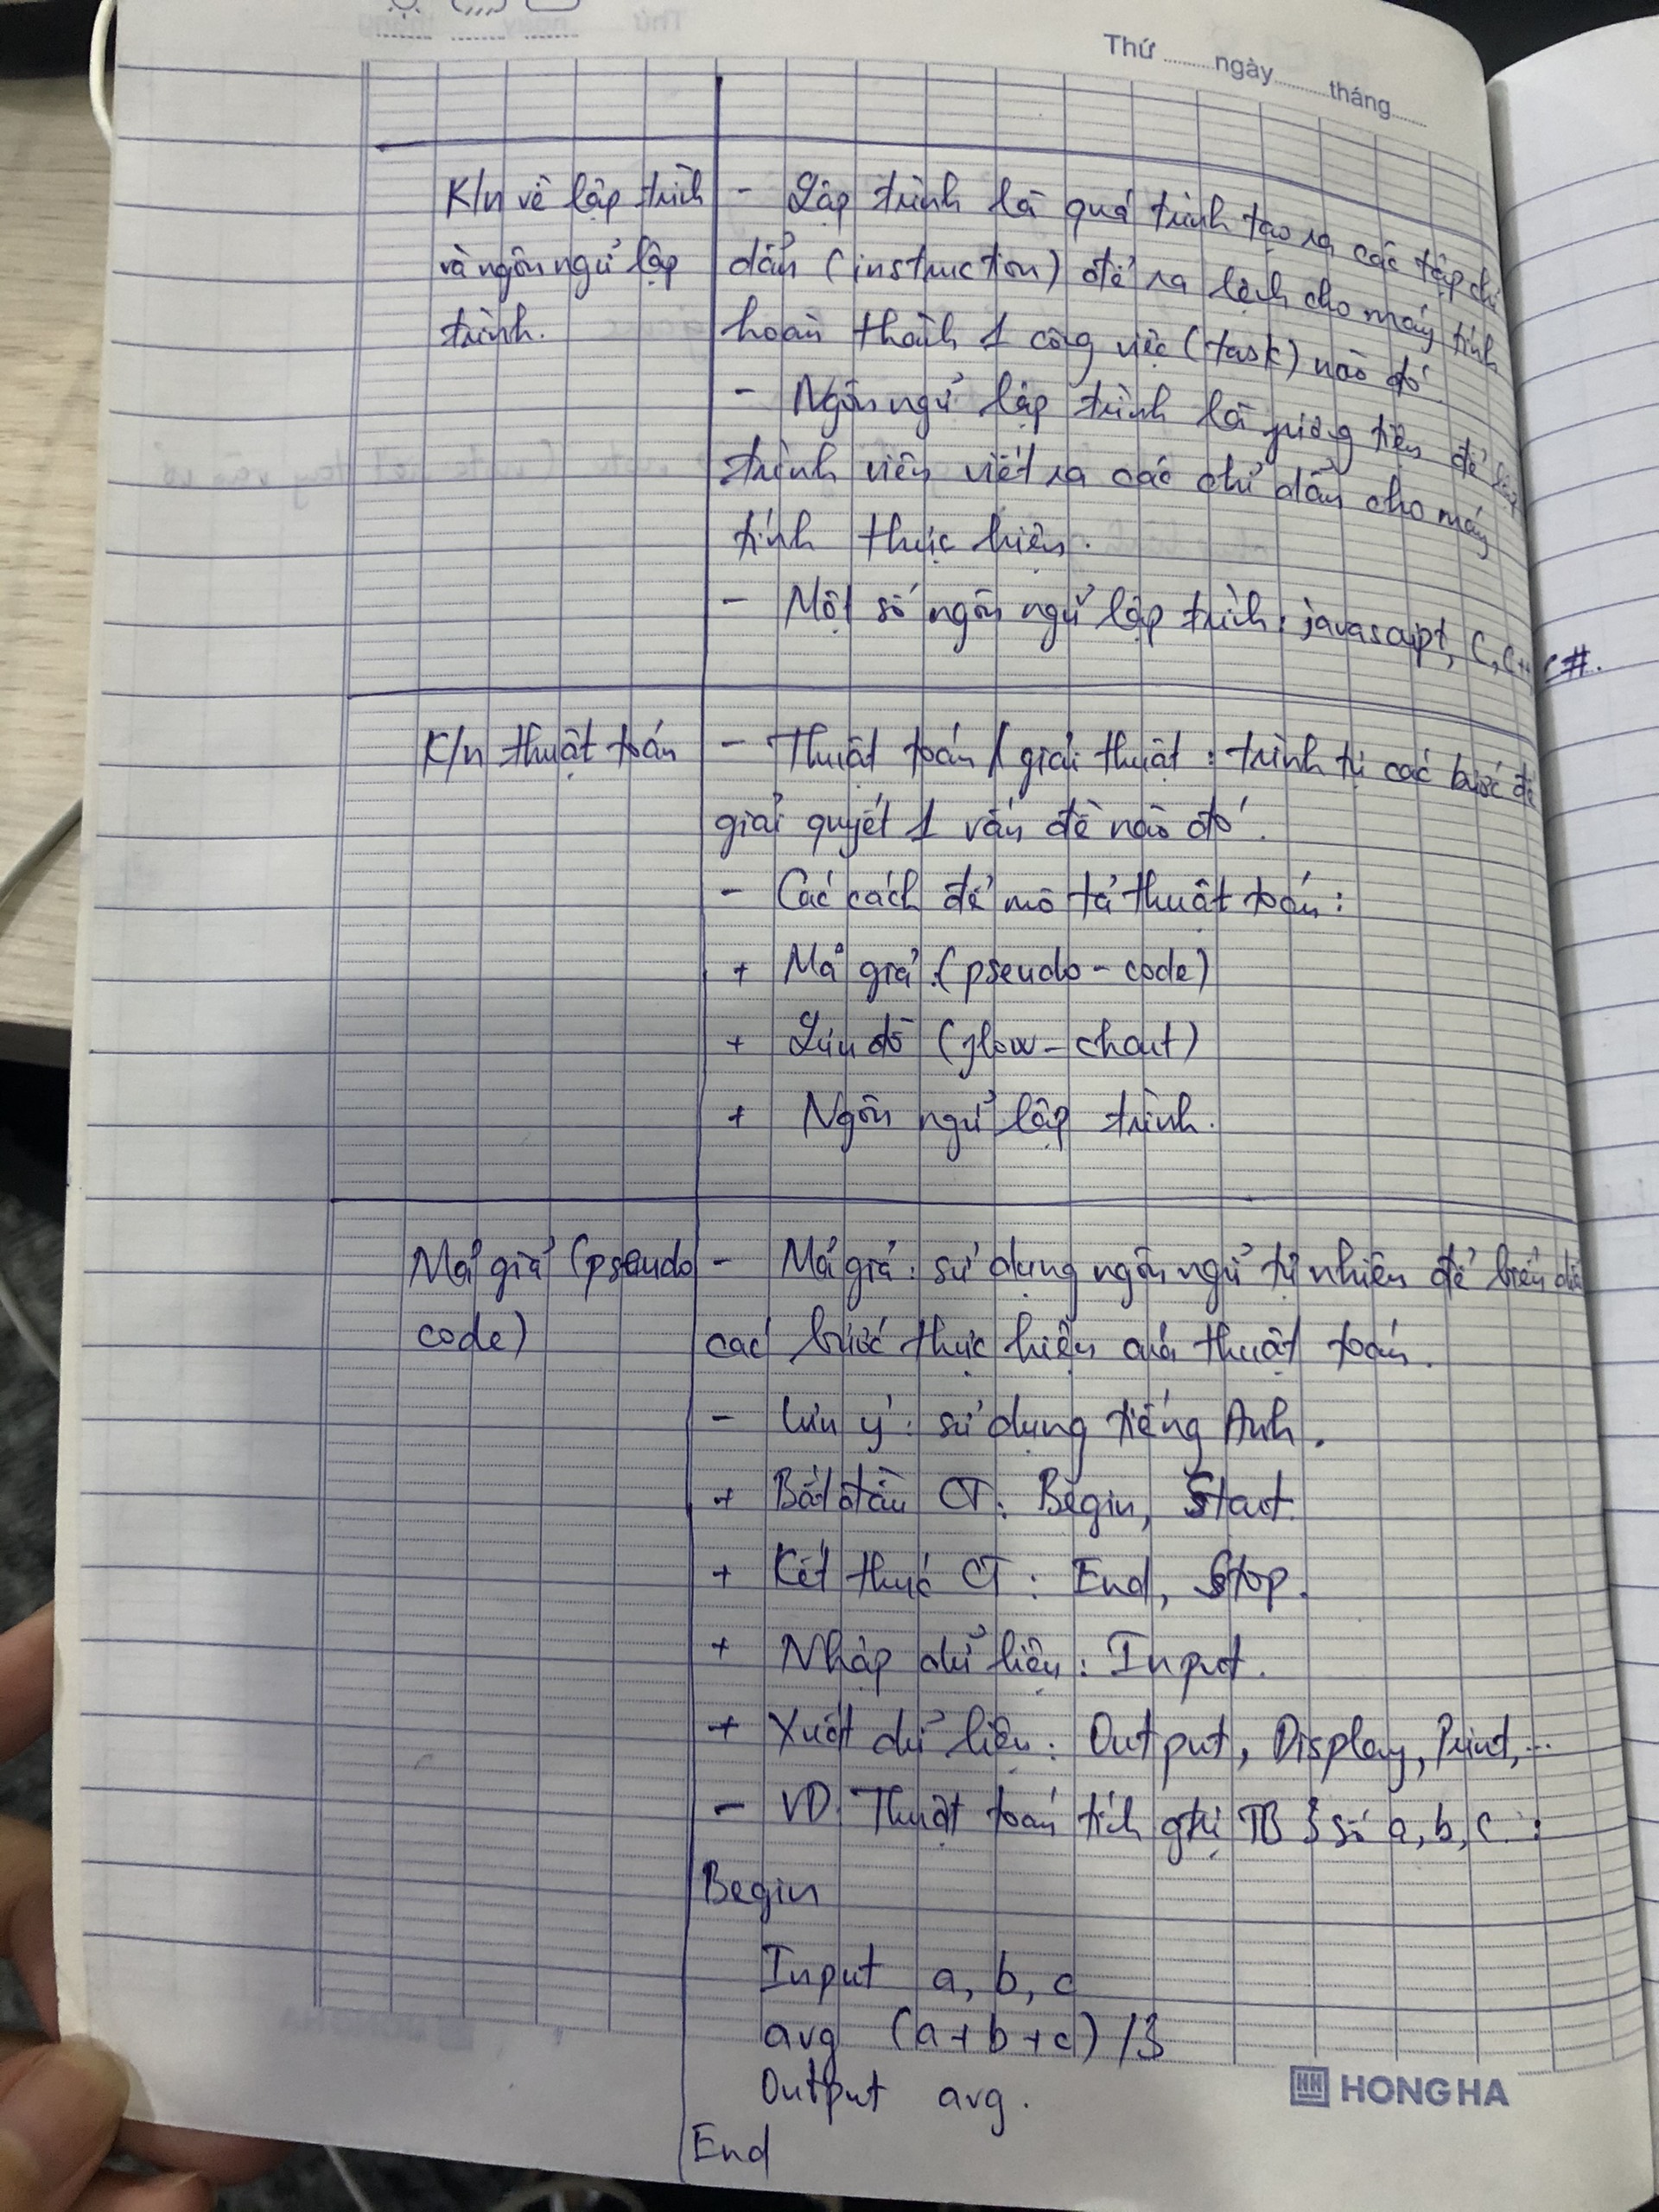 Thứ ........ngày..........tháng......
K/n về lập trình
và ngôn ngữ lập
trình.
- Lập trình là quá trình tạo ra các tập chỉ
dẫn (instruction) để ra lệnh cho máy tính
hoàn thành 1 công việc (task) nào đó.
- Ngôn ngữ lập trình là phương tiện để lập
trình viên viết ra các chỉ dẫn cho máy
tính thực hiện.
- Một số ngôn ngữ lập trình: javascript, C, C++, C#.
K/n thuật toán
- Thuật toán / giải thuật: trình tự các bước để
giải quyết 1 vấn đề nào đó.
- Các cách để mô tả thuật toán:
+ Mã giả (pseudo-code)
+ Lưu đồ (flow-chart)
+ Ngôn ngữ lập trình.
Mã giả (pseudo
code)
- Mã giả: sử dụng ngôn ngữ tự nhiên để biểu diễn
các bước thực hiện của thuật toán.
- Lưu ý: sử dụng tiếng Anh.
+ Bắt đầu CT: Begin, Start.
+ Kết thúc CT: End, Stop.
+ Nhập dữ liệu: Input.
+ Xuất dữ liệu: Output, Display, Print,...
- VD: Thuật toán tính gtrị TB 3 số a, b, c:
Begin
Input a, b, c
avg (a+b+c)/3
Output avg.
End
HH HONG HA